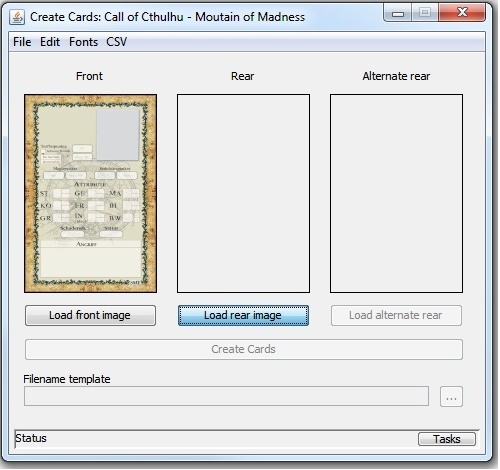 Create Cards: Call of Cthulhu - Moutain of Madness
File Edit Fonts CSV
Front Rear Alternate rear
ATTRIBUTE
ST GE MA
KO ER BI
GR IN BW
ANGRIFF
Load front image Load rear image Load alternate rear
Create Cards
Filename template
...
Status Tasks